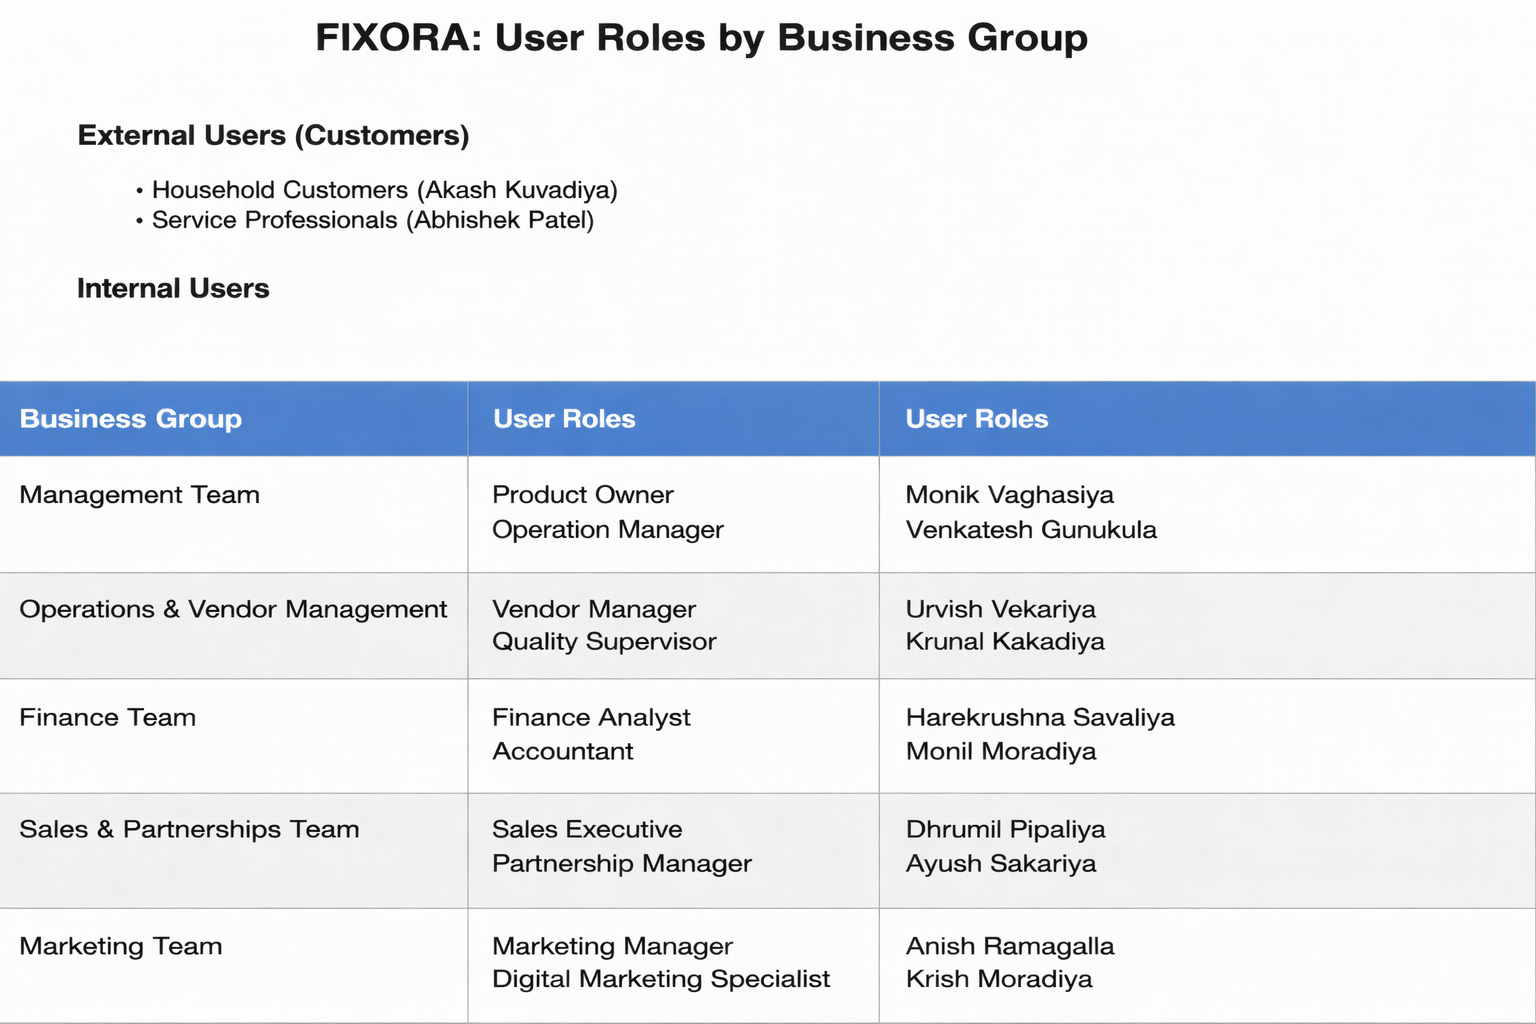 FIXORA: User Roles by Business Group
External Users (Customers)
• Household Customers (Akash Kuvadiya)
• Service Professionals (Abhishek Patel)
Internal Users
Business Group User Roles User Roles
Management Team Product Owner Monik Vaghasiya
Operation Manager Venkatesh Gunukula
Operations & Vendor Management Vendor Manager Urvish Vekariya
Quality Supervisor Krunal Kakadiya
Finance Team Finance Analyst Harekrushna Savaliya
Accountant Monil Moradiya
Sales & Partnerships Team Sales Executive Dhrumil Pipaliya
Partnership Manager Ayush Sakariya
Marketing Team Marketing Manager Anish Ramagalla
Digital Marketing Specialist Krish Moradiya